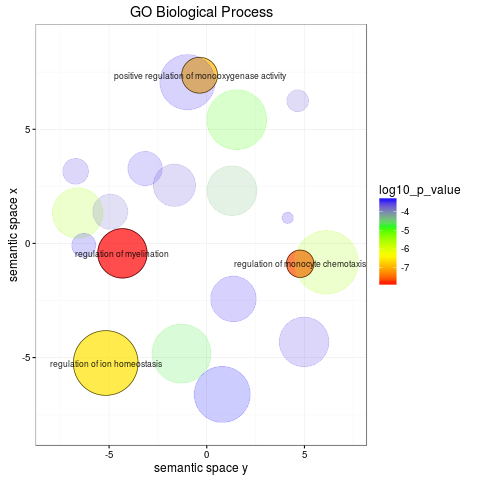 GO Biological Process
positive regulation of monooxygenase activity
5
log10_p_value
-4
-5
-6
-7
semantic space x
0
regulation of myelination
regulation of monocyte chemotaxis
-5
regulation of ion homeostasis
-5
0
5
semantic space y